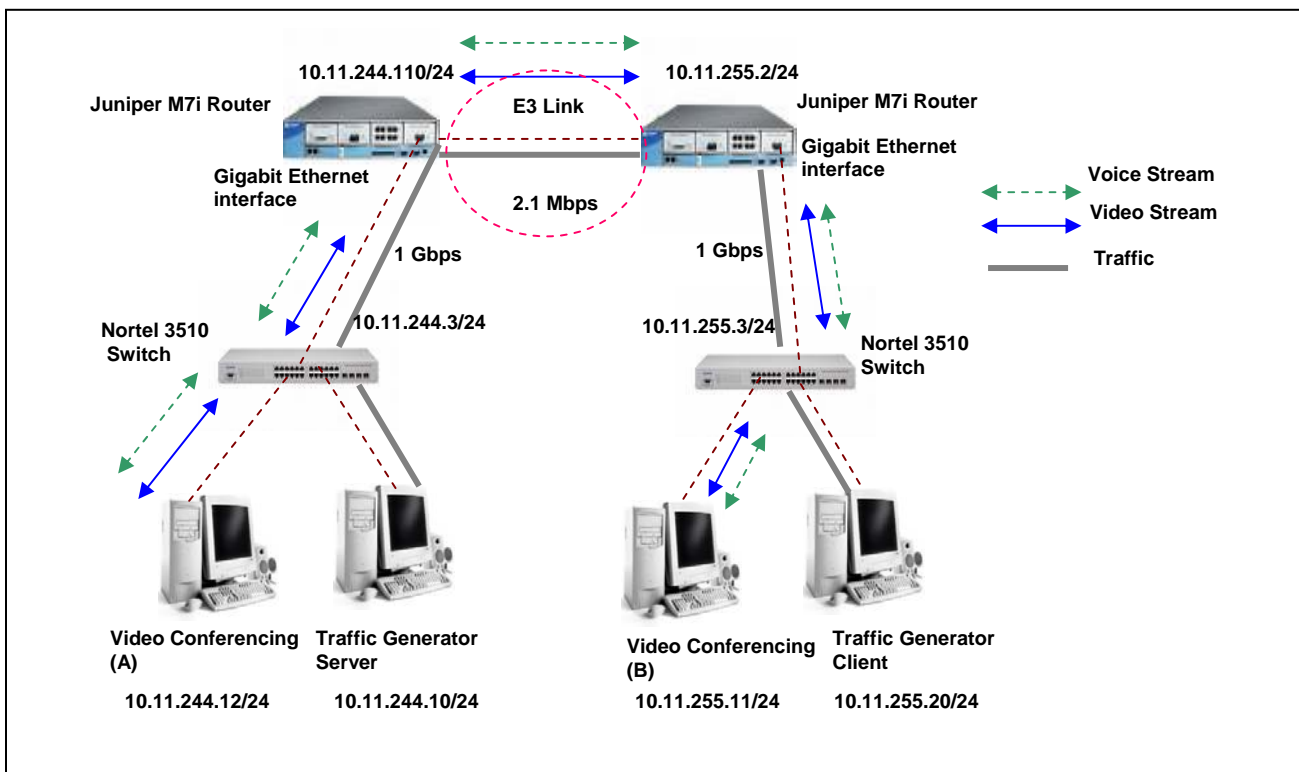 10.11.244.110/24
10.11.255.2/24
Juniper M7i Router
E3 Link
Juniper M7i Router
Gigabit Ethernet
interface
Gigabit Ethernet
interface
2.1 Mbps
Voice Stream
Video Stream
Traffic
1 Gbps
1 Gbps
Nortel 3510
Switch
10.11.244.3/24
10.11.255.3/24
Nortel 3510
Switch
Video Conferencing
(A)
10.11.244.12/24
Traffic Generator
Server
10.11.244.10/24
Video Conferencing
(B)
10.11.255.11/24
Traffic Generator
Client
10.11.255.20/24